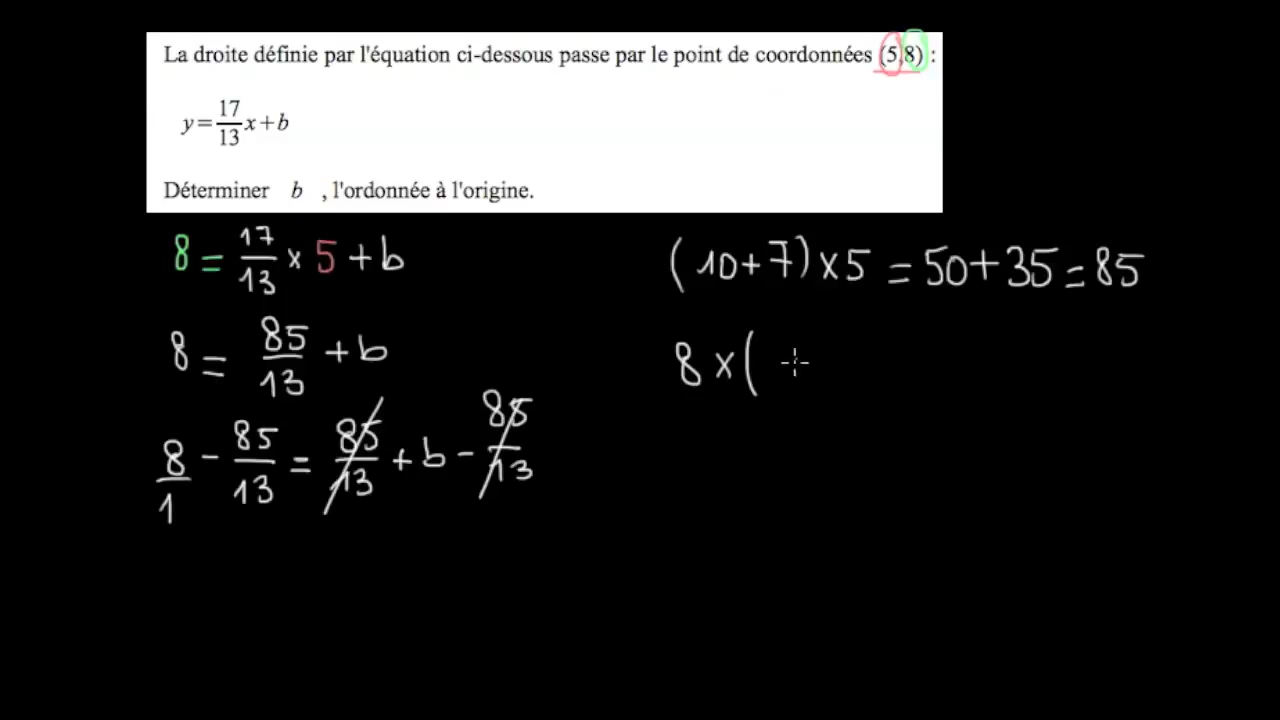 La droite définie par l'équation ci-dessous passe par le point de coordonnées (5,8) :
y=17/13 x+b
Déterminer b , l'ordonnée à l'origine.
8 = 17/13 × 5 + b
(10+7) × 5 = 50 + 35 = 85
8 = 85/13 + b
8 × (
8/1 - 85/13 = 85/13 + b - 85/13